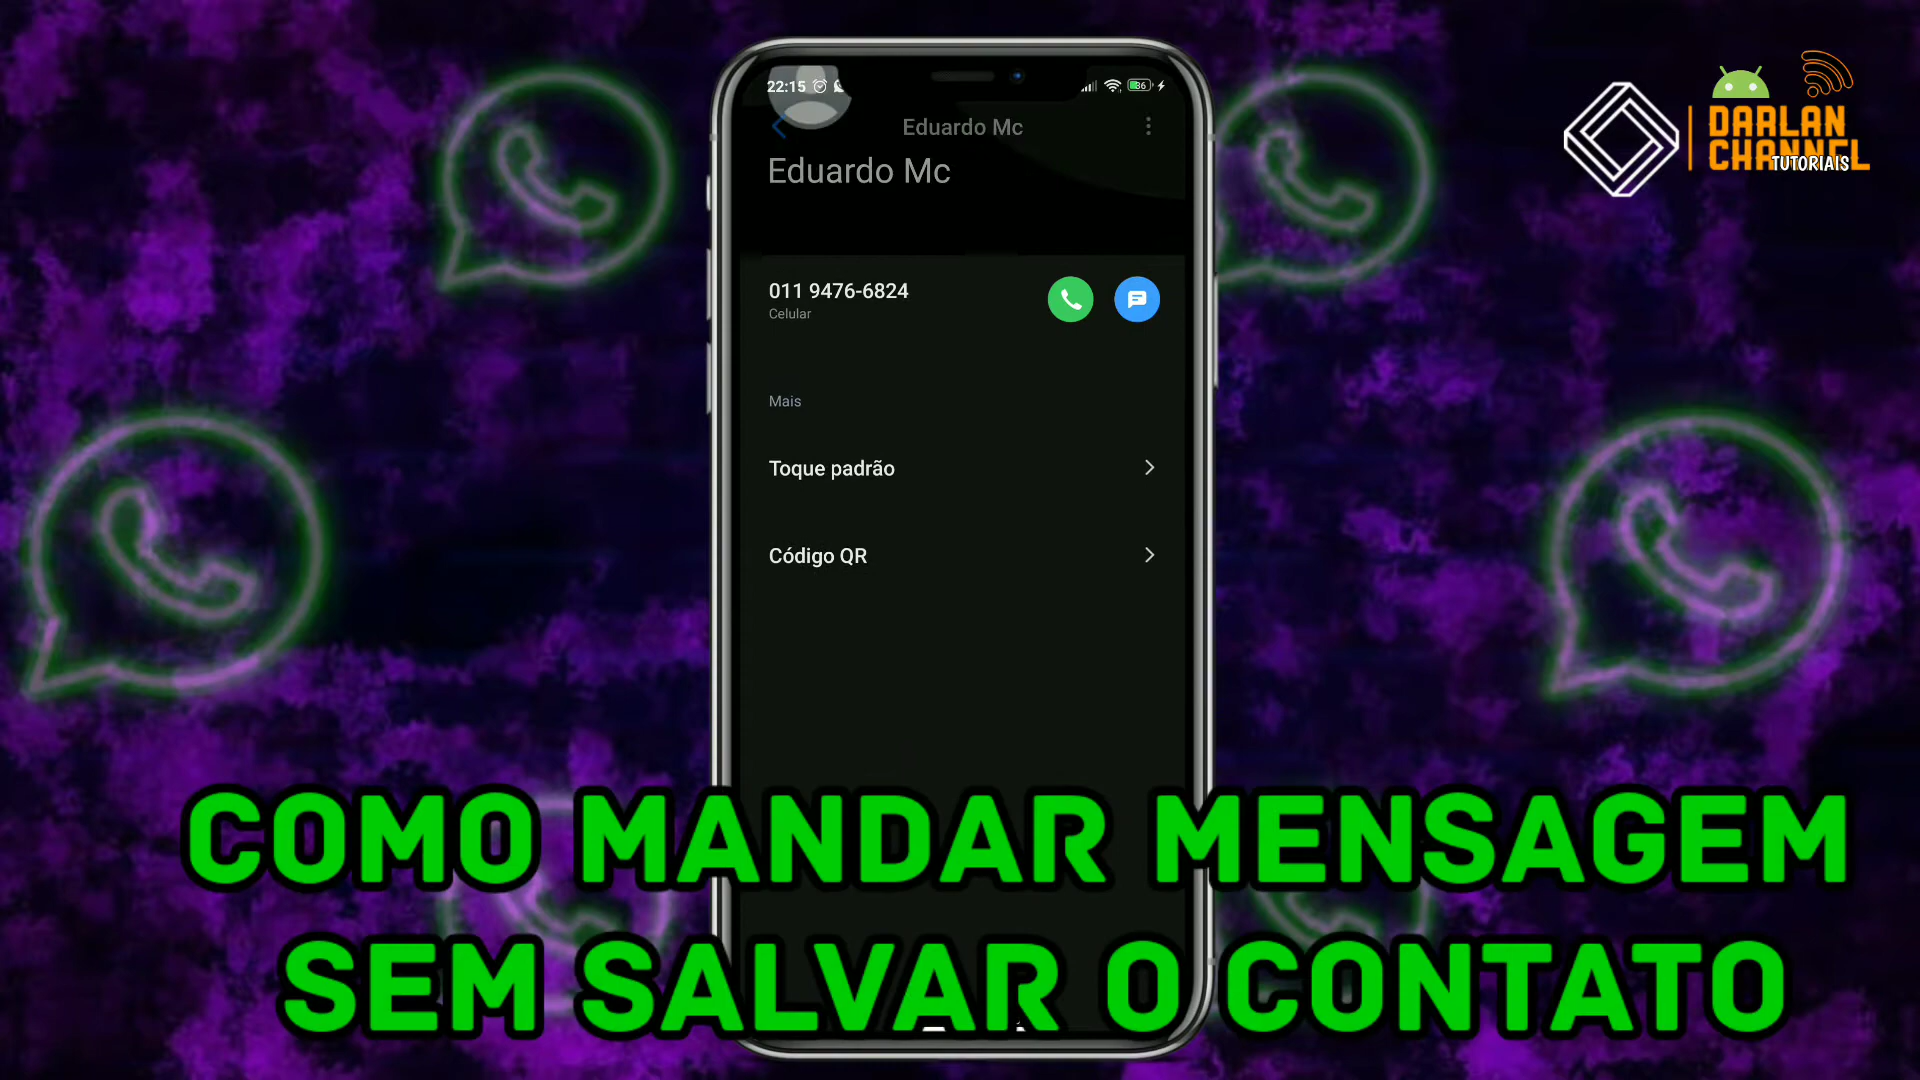 22:15
36
Eduardo Mc
Eduardo Mc
011 9476-6824
Celular
Mais
Toque padrão
Código QR
DARLAN
CHANNEL
TUTORIAIS
COMO MANDAR MENSAGEM
SEM SALVAR O CONTATO